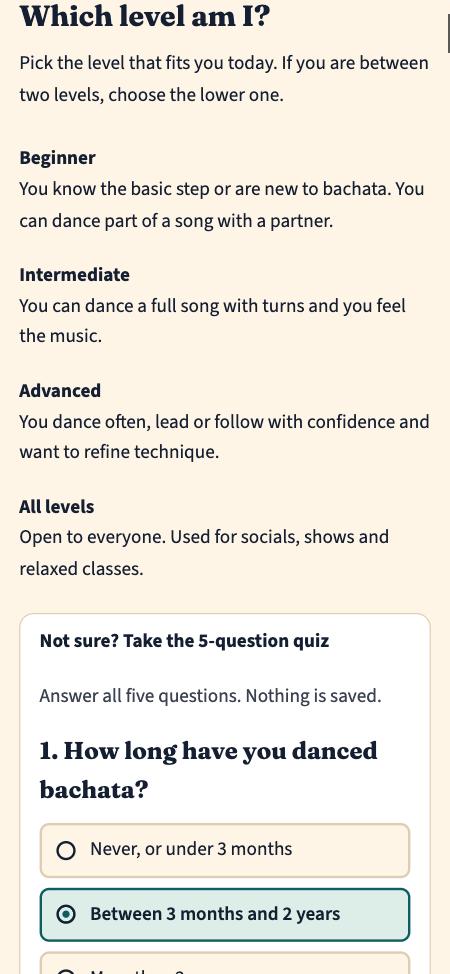 Which level am I?
Pick the level that fits you today. If you are between
two levels, choose the lower one.
Beginner
You know the basic step or are new to bachata. You
can dance part of a song with a partner.
Intermediate
You can dance a full song with turns and you feel
the music.
Advanced
You dance often, lead or follow with confidence and
want to refine technique.
All levels
Open to everyone. Used for socials, shows and
relaxed classes.
Not sure? Take the 5-question quiz
Answer all five questions. Nothing is saved.
1. How long have you danced
bachata?
Never, or under 3 months
Between 3 months and 2 years